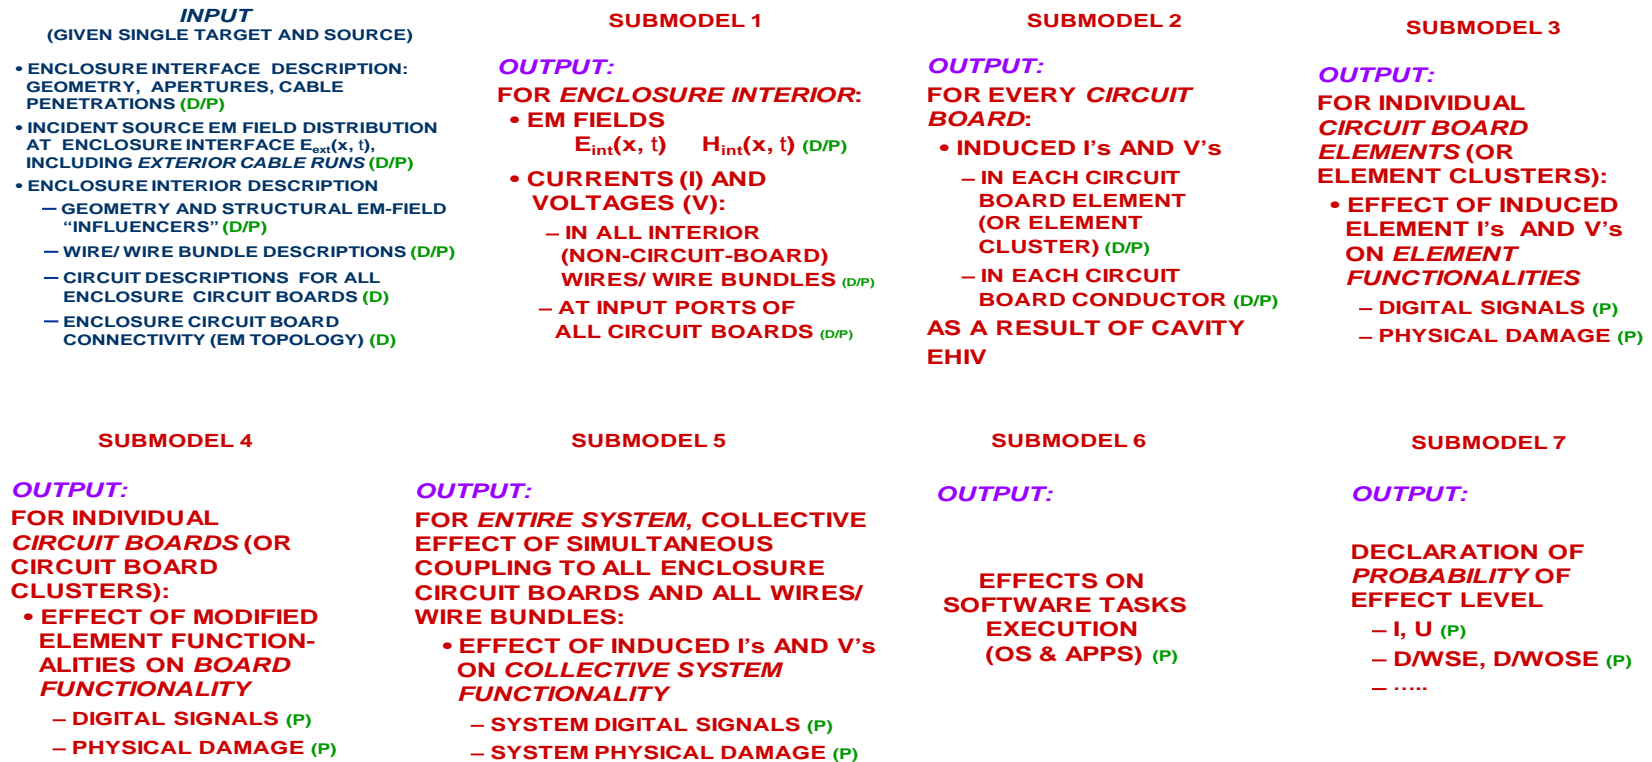 INPUT
(GIVEN SINGLE TARGET AND SOURCE)
• ENCLOSURE INTERFACE DESCRIPTION:
GEOMETRY, APERTURES, CABLE
PENETRATIONS (D/P)
• INCIDENT SOURCE EM FIELD DISTRIBUTION
AT ENCLOSURE INTERFACE Eext(x, t),
INCLUDING EXTERIOR CABLE RUNS (D/P)
• ENCLOSURE INTERIOR DESCRIPTION
– GEOMETRY AND STRUCTURAL EM-FIELD
“INFLUENCERS” (D/P)
– WIRE/ WIRE BUNDLE DESCRIPTIONS (D/P)
– CIRCUIT DESCRIPTIONS FOR ALL
ENCLOSURE CIRCUIT BOARDS (D)
– ENCLOSURE CIRCUIT BOARD
CONNECTIVITY (EM TOPOLOGY) (D)
SUBMODEL 1
OUTPUT:
FOR ENCLOSURE INTERIOR:
• EM FIELDS
Eint(x, t) Hint(x, t) (D/P)
• CURRENTS (I) AND
VOLTAGES (V):
– IN ALL INTERIOR
(NON-CIRCUIT-BOARD)
WIRES/ WIRE BUNDLES (D/P)
– AT INPUT PORTS OF
ALL CIRCUIT BOARDS (D/P)
SUBMODEL 2
OUTPUT:
FOR EVERY CIRCUIT
BOARD:
• INDUCED I's AND V's
– IN EACH CIRCUIT
BOARD ELEMENT
(OR ELEMENT
CLUSTER) (D/P)
– IN EACH CIRCUIT
BOARD CONDUCTOR (D/P)
AS A RESULT OF CAVITY
EHIV
SUBMODEL 3
OUTPUT:
FOR INDIVIDUAL
CIRCUIT BOARD
ELEMENTS (OR
ELEMENT CLUSTERS):
• EFFECT OF INDUCED
ELEMENT I's AND V's
ON ELEMENT
FUNCTIONALITIES
– DIGITAL SIGNALS (P)
– PHYSICAL DAMAGE (P)
SUBMODEL 4
OUTPUT:
FOR INDIVIDUAL
CIRCUIT BOARDS (OR
CIRCUIT BOARD
CLUSTERS):
• EFFECT OF MODIFIED
ELEMENT FUNCTION-
ALITIES ON BOARD
FUNCTIONALITY
– DIGITAL SIGNALS (P)
– PHYSICAL DAMAGE (P)
SUBMODEL 5
OUTPUT:
FOR ENTIRE SYSTEM, COLLECTIVE
EFFECT OF SIMULTANEOUS
COUPLING TO ALL ENCLOSURE
CIRCUIT BOARDS AND ALL WIRES/
WIRE BUNDLES:
• EFFECT OF INDUCED I's AND V's
ON COLLECTIVE SYSTEM
FUNCTIONALITY
– SYSTEM DIGITAL SIGNALS (P)
– SYSTEM PHYSICAL DAMAGE (P)
SUBMODEL 6
OUTPUT:
EFFECTS ON
SOFTWARE TASKS
EXECUTION
(OS & APPS) (P)
SUBMODEL 7
OUTPUT:
DECLARATION OF
PROBABILITY OF
EFFECT LEVEL
– I, U (P)
– D/WSE, D/WOSE (P)
– …..